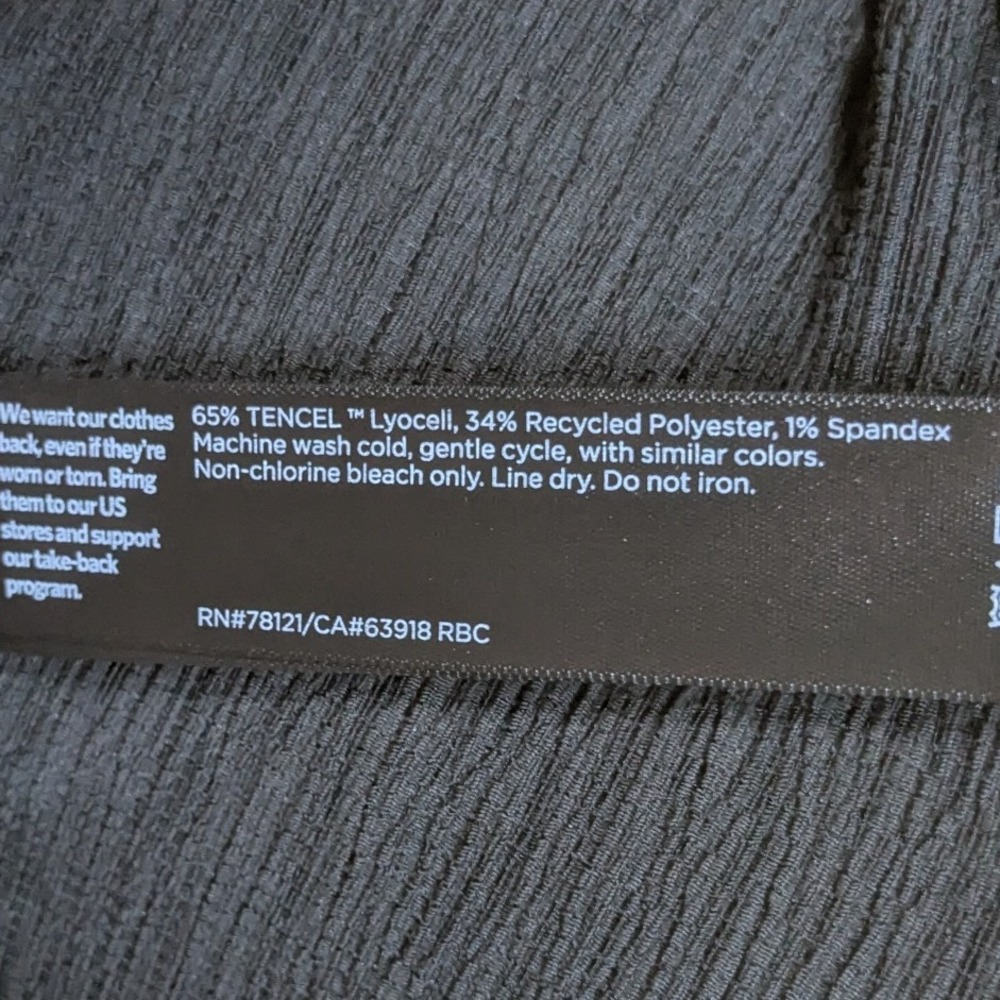 We want our clothes
back, even if they're
worn or torn. Bring
them to our US
stores and support
our take-back
program.
65% TENCEL ™ Lyocell, 34% Recycled Polyester, 1% Spandex
Machine wash cold, gentle cycle, with similar colors.
Non-chlorine bleach only. Line dry. Do not iron.
RN#78121/CA#63918 RBC